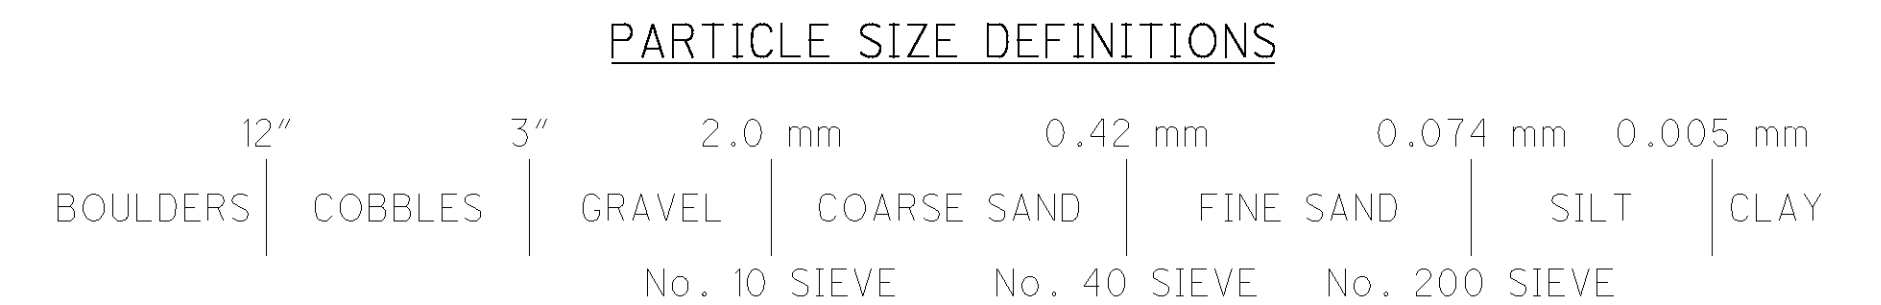 PARTICLE SIZE DEFINITIONS
12" 3" 2.0 mm 0.42 mm 0.074 mm 0.005 mm
BOULDERS COBBLES GRAVEL COARSE SAND FINE SAND SILT CLAY
No. 10 SIEVE No. 40 SIEVE No. 200 SIEVE